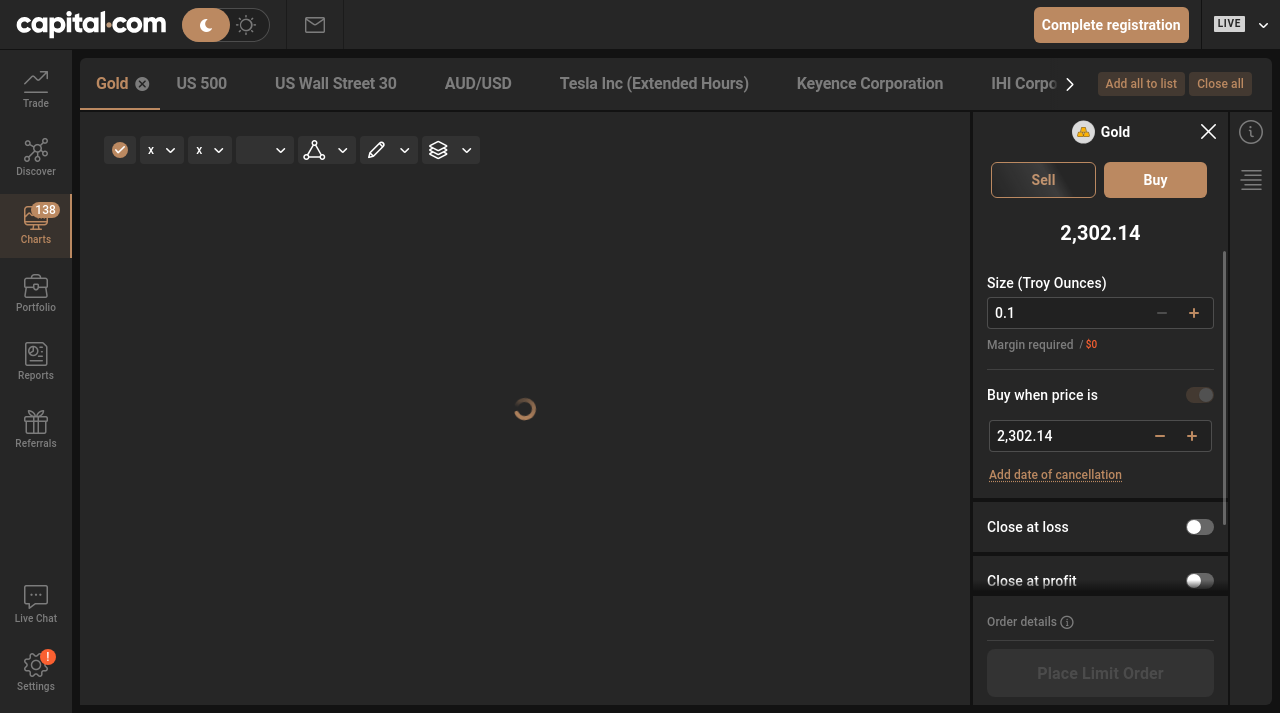 capital.com
Complete registration
LIVE
Trade
Discover
138
Charts
Portfolio
Reports
Referrals
Live Chat
!
Settings
Gold
US 500
US Wall Street 30
AUD/USD
Tesla Inc (Extended Hours)
Keyence Corporation
IHI Corpo
Add all to list
Close all
x
x
Gold
Sell
Buy
2,302.14
Size (Troy Ounces)
0.1
Margin required / $0
Buy when price is
2,302.14
Add date of cancellation
Close at loss
Close at profit
Order details
Place Limit Order